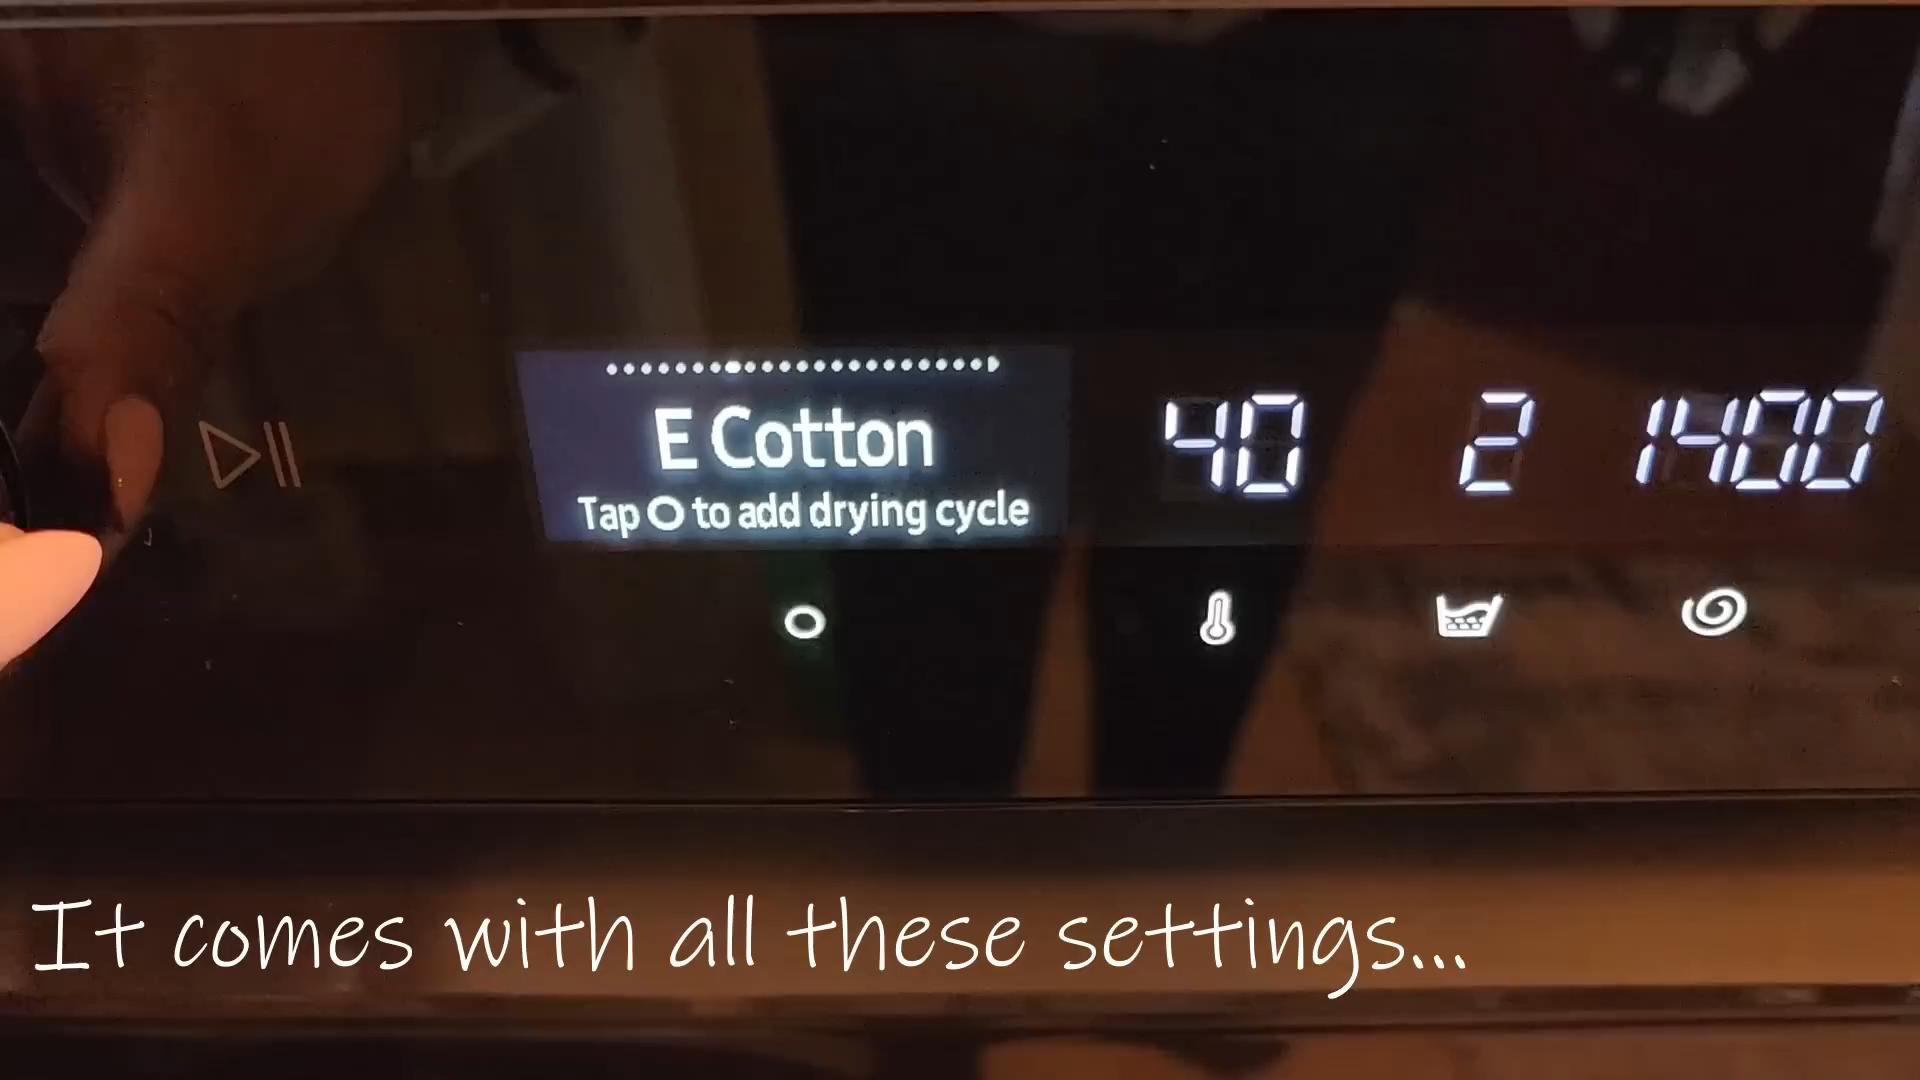 E Cotton
Tap O to add drying cycle
40 2 1400
It comes with all these settings...